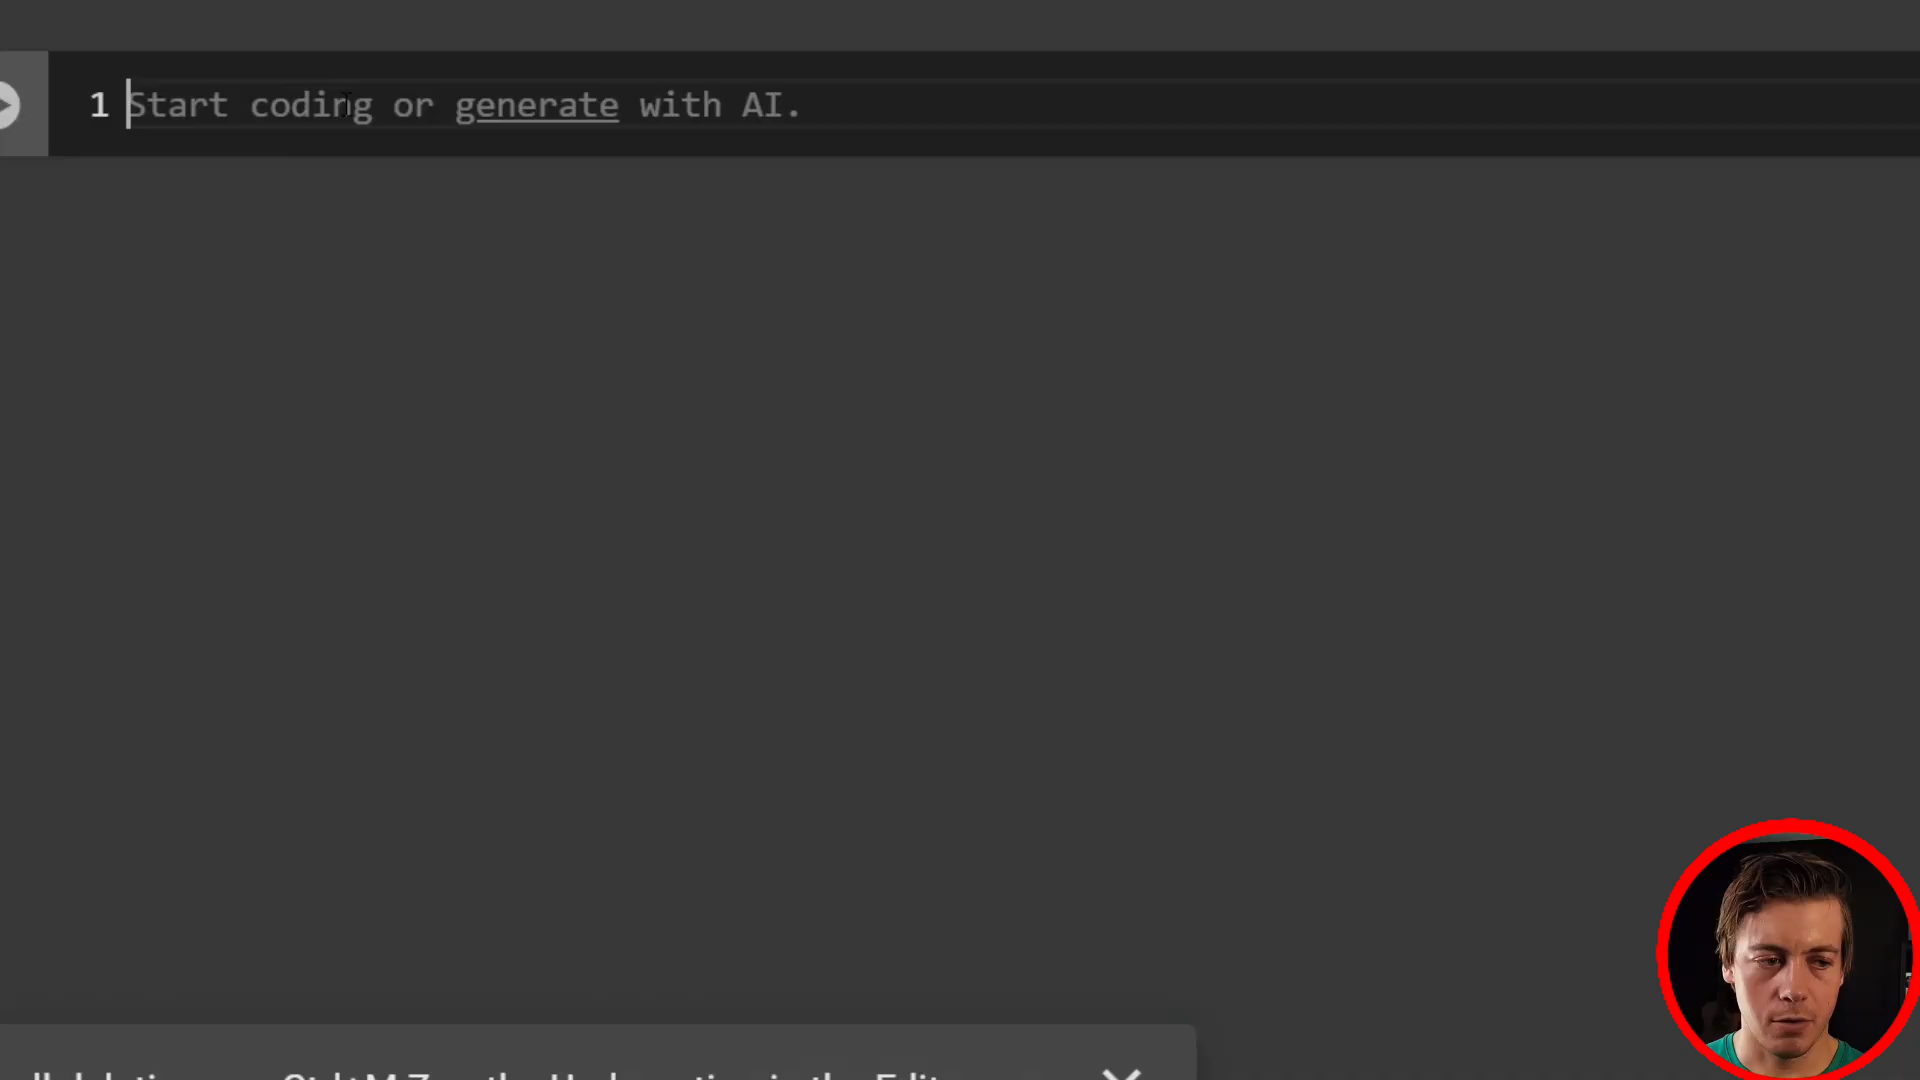 1 Start coding or generate with AI.